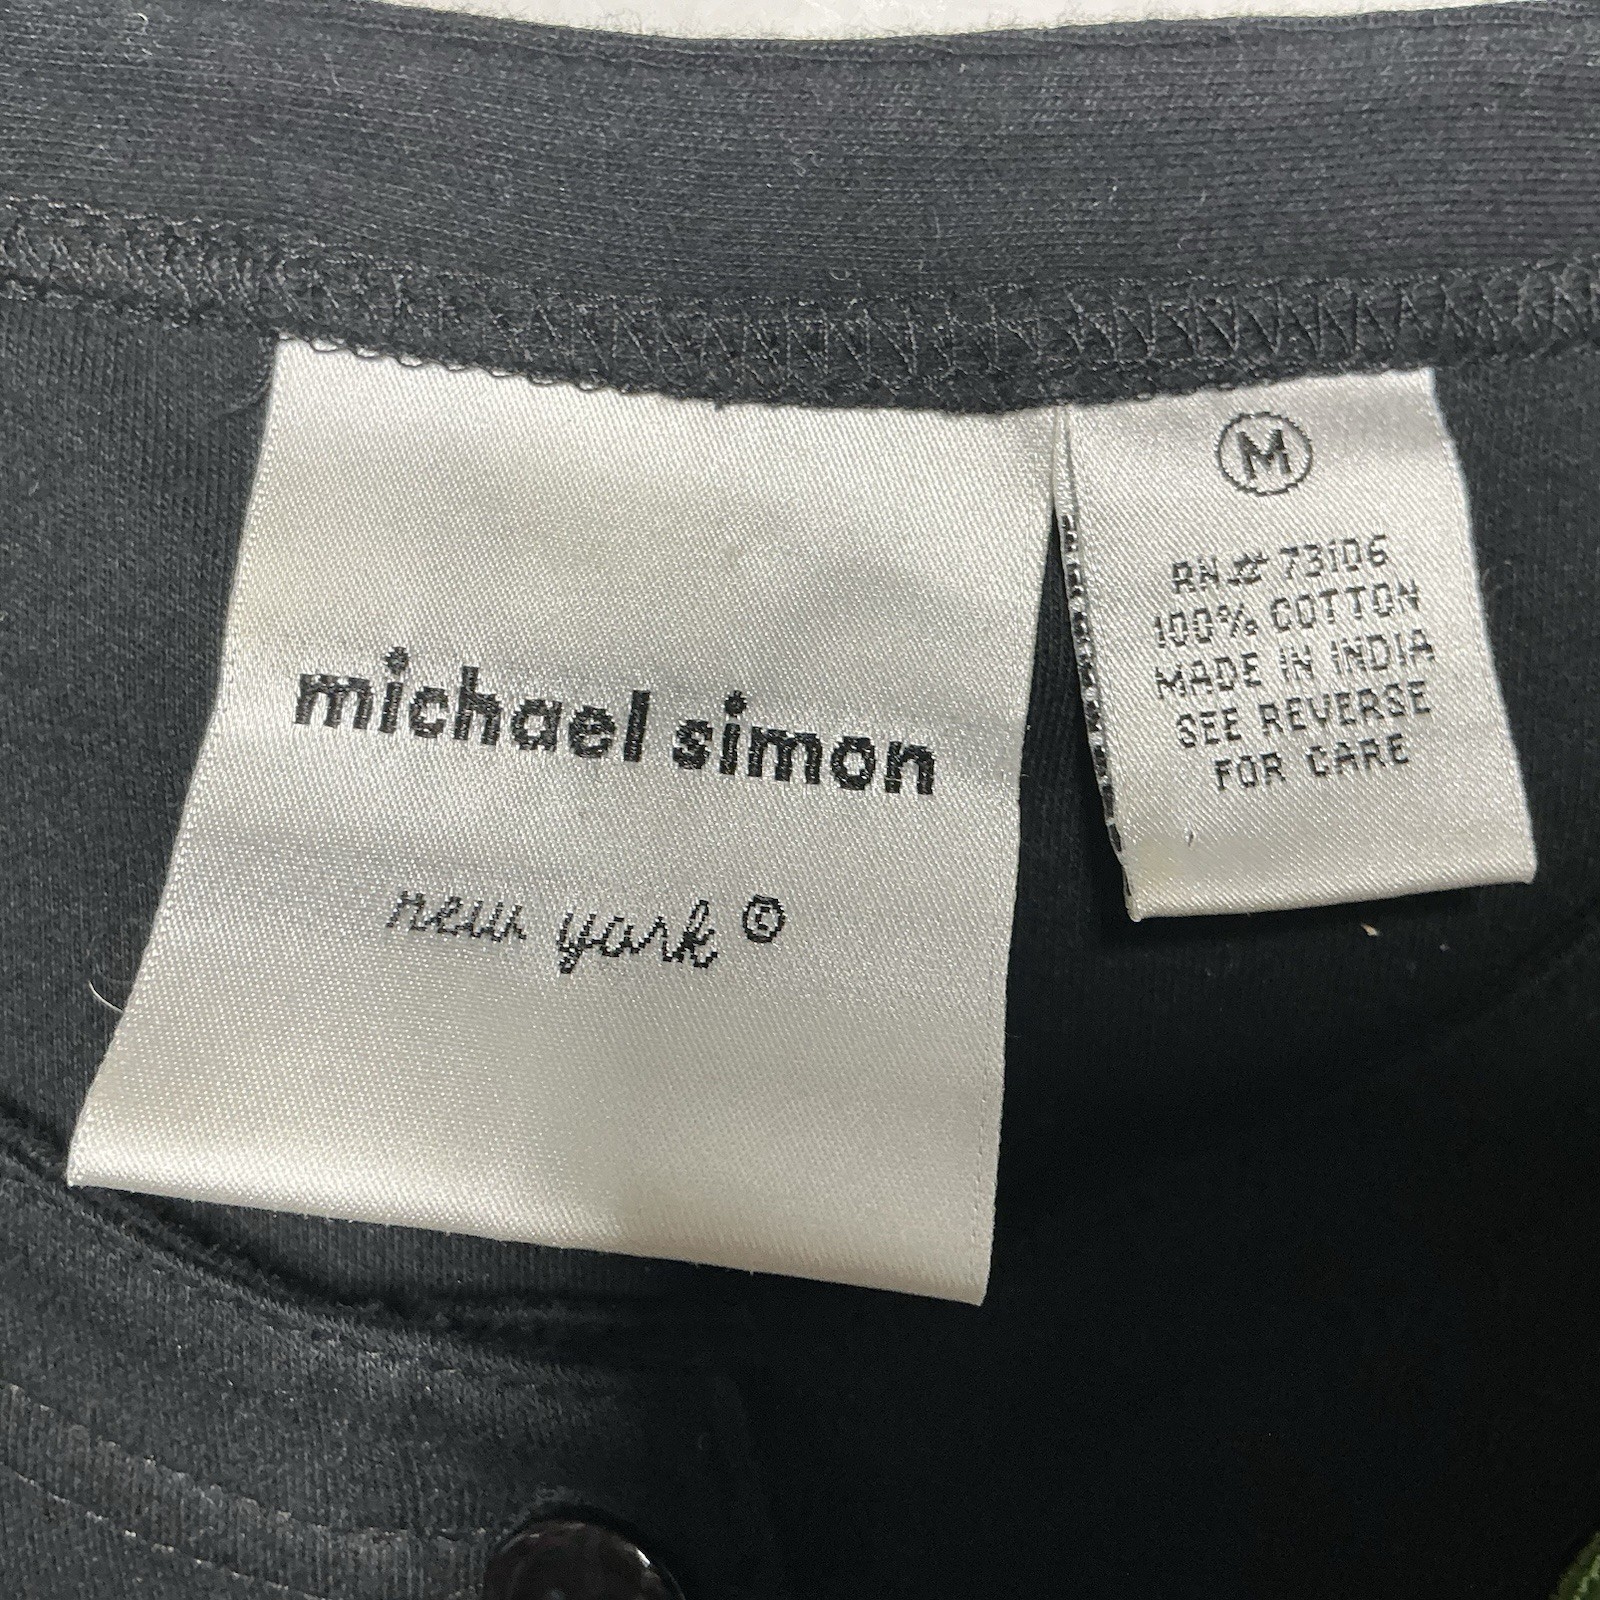 michael simon
new york ©
M
RN# 73106
100% COTTON
MADE IN INDIA
SEE REVERSE
FOR CARE